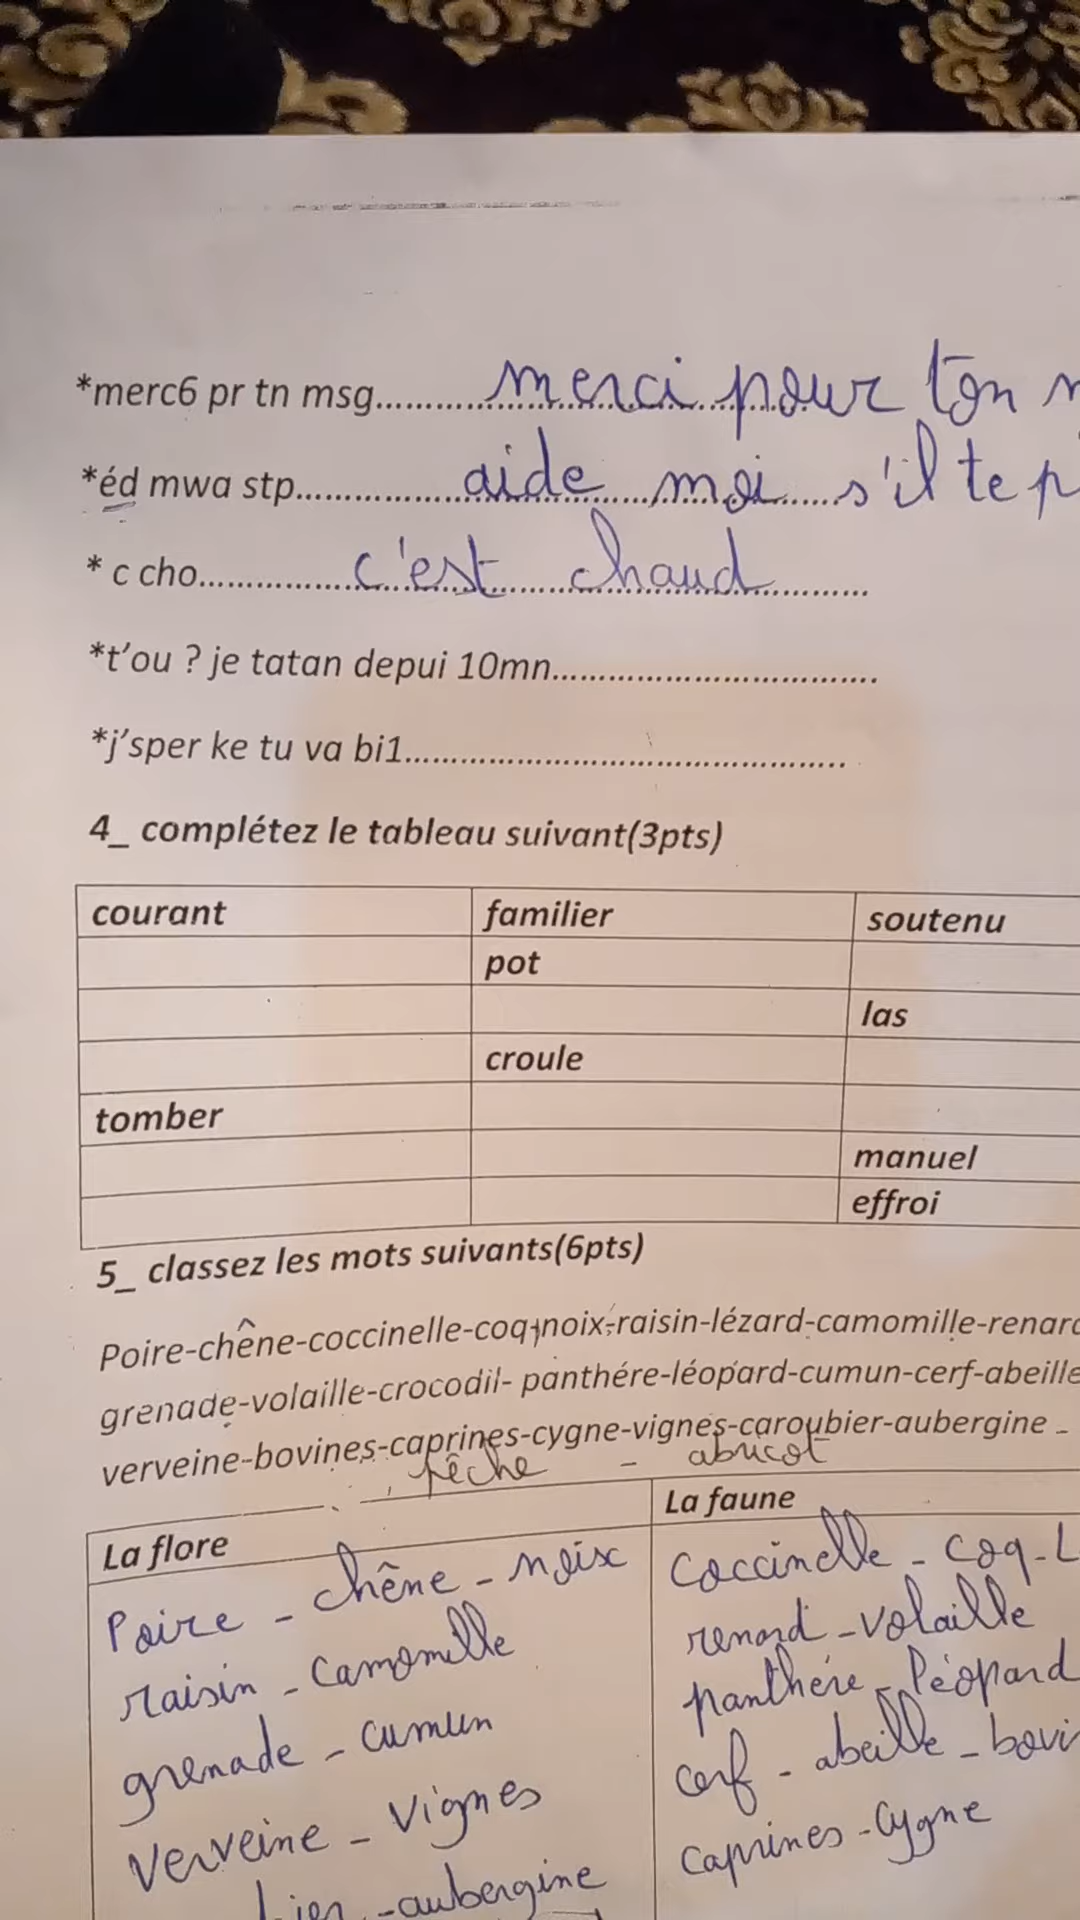 *merc6 pr tn msg.................. merci pour ton
*éd mwa stp.................. aide moi s'il te p
* c cho.................. c'est chaud
*t'ou ? je tatan depui 10mn..................
*j'sper ke tu va bi1..................
4_ complétez le tableau suivant(3pts)
courant familier soutenu
pot
las
croule
tomber
manuel
effroi
5_ classez les mots suivants(6pts)
Poire-chêne-coccinelle-coq-noix-raisin-lézard-camomille-renard
grenade-volaille-crocodil- panthére-léopard-cumun-cerf-abeille
verveine-bovines-caprines-cygne-vignes-caroubier-aubergine -
pêche - abricot
La flore La faune
Poire - chêne - noix Coccinelle - coq - L
raisin - camomille renard - volaille
grenade - cumun panthére - léopard
verveine - vignes cerf - abeille - bovi
- aubergine caprines - cygne